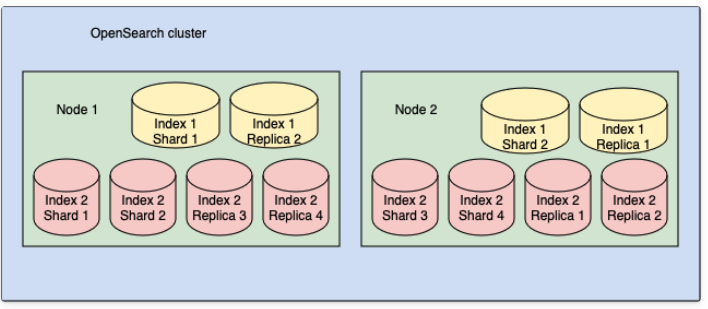 OpenSearch cluster
Node 1
Index 1
Shard 1
Index 1
Replica 2
Index 2
Shard 1
Index 2
Shard 2
Index 2
Replica 3
Index 2
Replica 4
Node 2
Index 1
Shard 2
Index 1
Replica 1
Index 2
Shard 3
Index 2
Shard 4
Index 2
Replica 1
Index 2
Replica 2